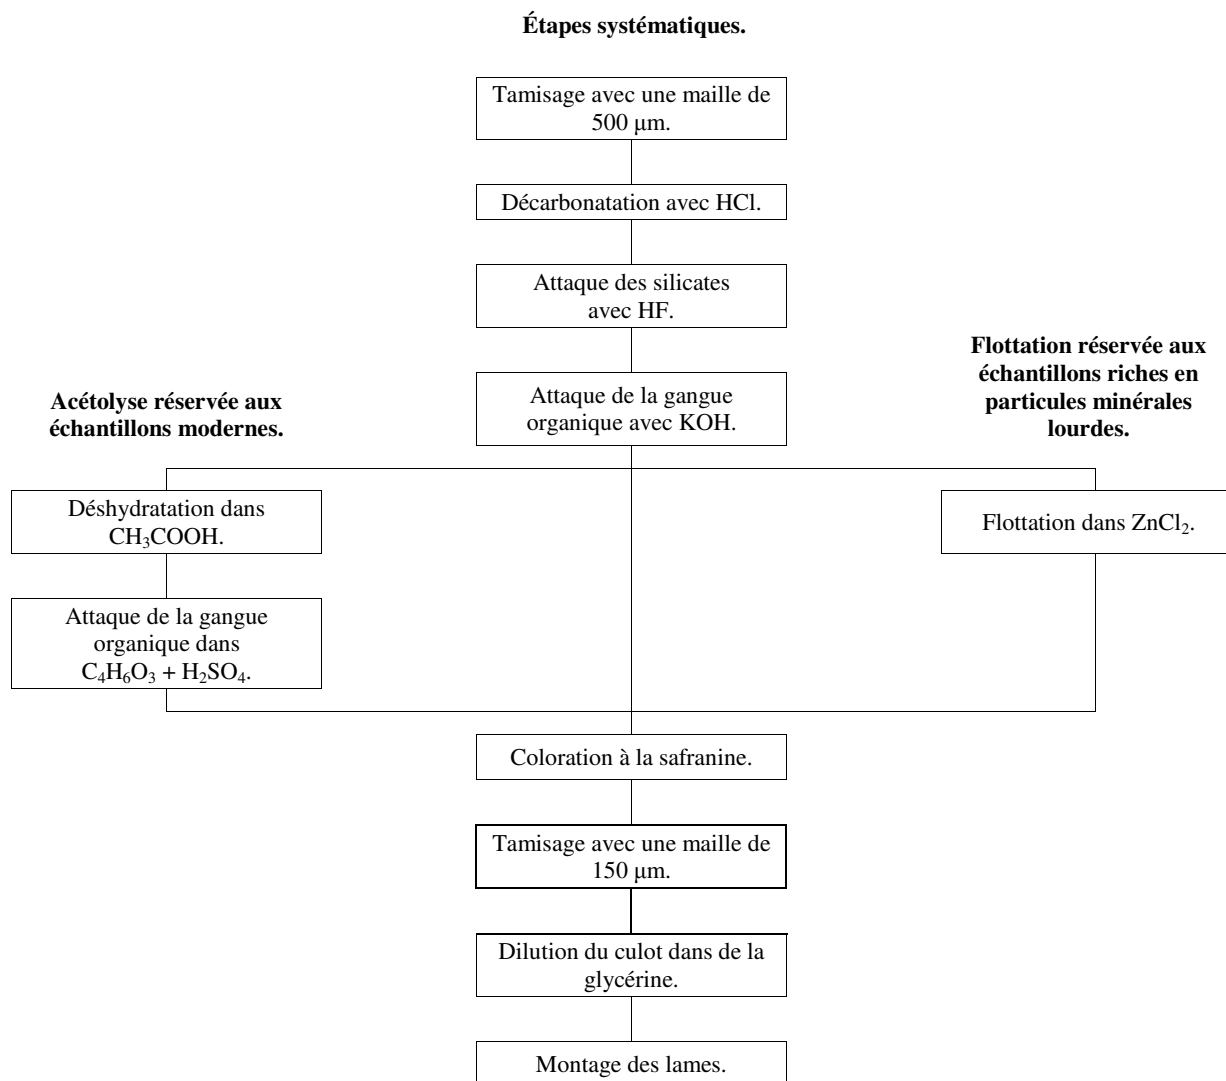 Étapes systématiques.
Tamisage avec une maille de
500 µm.
Décarbonatation avec HCl.
Attaque des silicates
avec HF.
Attaque de la gangue
organique avec KOH.
Acétolyse réservée aux
échantillons modernes.
Flottation réservée aux
échantillons riches en
particules minérales
lourdes.
Déshydratation dans
CH₃COOH.
Attaque de la gangue
organique dans
C₄H₆O₃ + H₂SO₄.
Flottation dans ZnCl₂.
Coloration à la safranine.
Tamisage avec une maille de
150 µm.
Dilution du culot dans de la
glycérine.
Montage des lames.